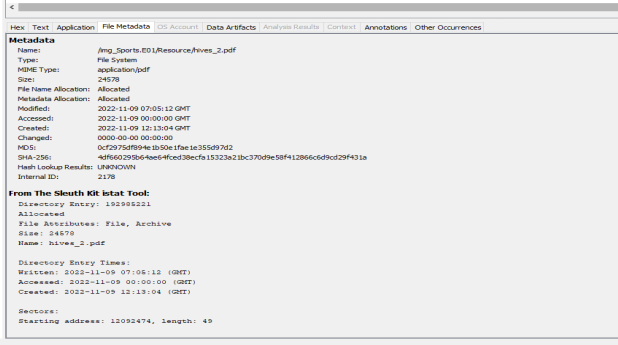 <
Hex Text Application File Metadata OS Account Data Artifacts Analysis Results Context Annotations Other Occurrences
Metadata
Name: /img_Sports.E01/Resource/hives_2.pdf
Type: File System
MIME Type: application/pdf
Size: 24578
File Name Allocation: Allocated
Metadata Allocation: Allocated
Modified: 2022-11-09 07:05:12 GMT
Accessed: 2022-11-09 00:00:00 GMT
Created: 2022-11-09 12:13:04 GMT
Changed: 0000-00-00 00:00:00
MD5: 0cf2975df894e1b50e1fae1e355d97d2
SHA-256: 4df660295b64ae64fced38ecfa15323a21bc370d9e58f412866c6d9cd29f431a
Hash Lookup Results: UNKNOWN
Internal ID: 2178
From The Sleuth Kit istat Tool:
Directory Entry: 192985221
Allocated
File Attributes: File, Archive
Size: 24578
Name: hives_2.pdf
Directory Entry Times:
Written: 2022-11-09 07:05:12 (GMT)
Accessed: 2022-11-09 00:00:00 (GMT)
Created: 2022-11-09 12:13:04 (GMT)
Sectors:
Starting address: 12092474, length: 49